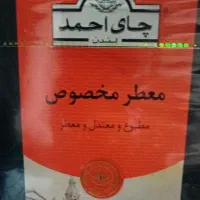 چای احمد
لندن
معطر مخصوص
مطبوع و معتدل و معطر